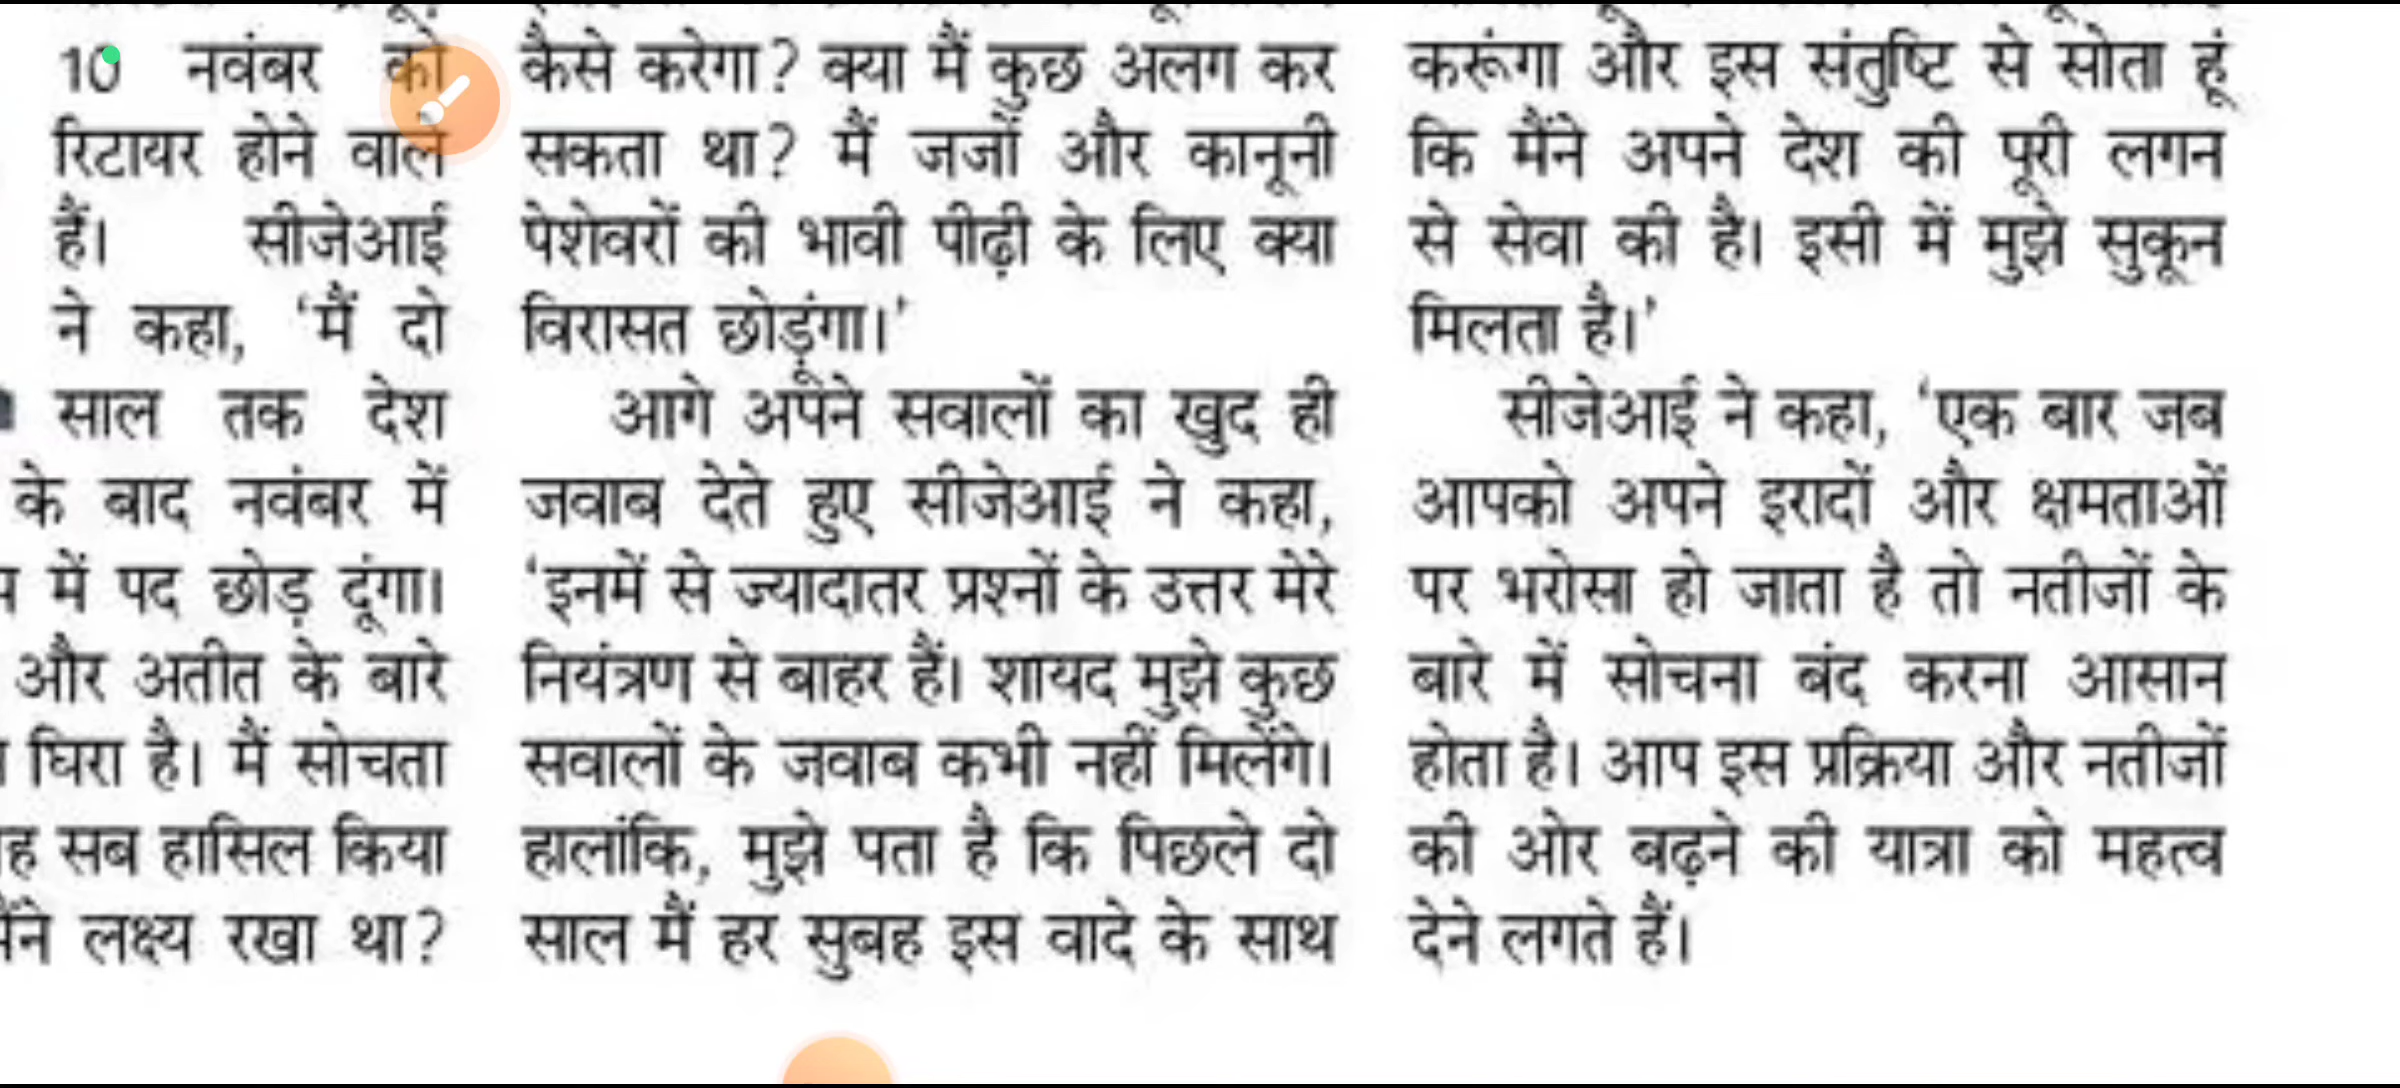 10 नवंबर को
रिटायर होने वाले
हैं। सीजेआई
ने कहा, ‘मैं दो
साल तक देश
के बाद नवंबर में
में पद छोड़ दूंगा।
और अतीत के बारे
घिरा है। मैं सोचता
सब हासिल किया
लक्ष्य रखा था?
कैसे करेगा? क्या मैं कुछ अलग कर
सकता था? मैं जजों और कानूनी
पेशेवरों की भावी पीढ़ी के लिए क्या
विरासत छोड़ूंगा।’
आगे अपने सवालों का खुद ही
जवाब देते हुए सीजेआई ने कहा,
‘इनमें से ज्यादातर प्रश्नों के उत्तर मेरे
नियंत्रण से बाहर हैं। शायद मुझे कुछ
सवालों के जवाब कभी नहीं मिलेंगे।
हालांकि, मुझे पता है कि पिछले दो
साल मैं हर सुबह इस वादे के साथ
करूंगा और इस संतुष्टि से सोता हूं
कि मैंने अपने देश की पूरी लगन
से सेवा की है। इसी में मुझे सुकून
मिलता है।’
सीजेआई ने कहा, ‘एक बार जब
आपको अपने इरादों और क्षमताओं
पर भरोसा हो जाता है तो नतीजों के
बारे में सोचना बंद करना आसान
होता है। आप इस प्रक्रिया और नतीजों
की ओर बढ़ने की यात्रा को महत्व
देने लगते हैं।